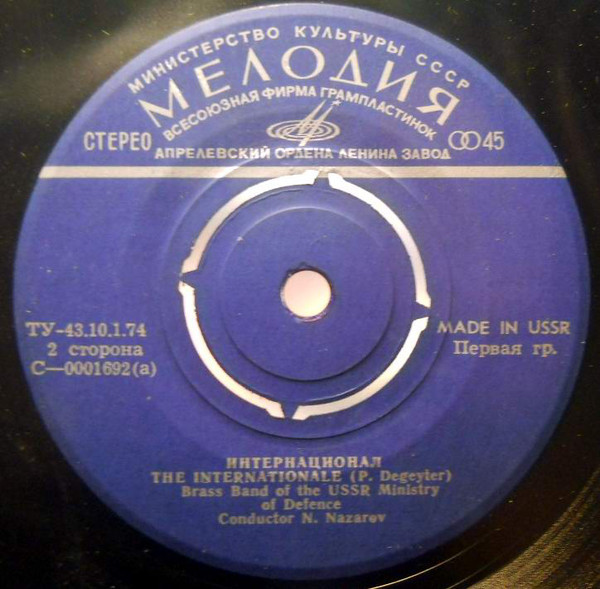 МИНИСТЕРСТВО КУЛЬТУРЫ СССР
МЕЛОДИЯ
ВСЕСОЮЗНАЯ ФИРМА ГРАМПЛАСТИНОК
СТЕРЕО 45
АПРЕЛЕВСКИЙ ОРДЕНА ЛЕНИНА ЗАВОД
ТУ-43.10.1.74
2 сторона
С—0001692(а)
MADE IN USSR
Первая гр.
ИНТЕРНАЦИОНАЛ
THE INTERNATIONALE (P. Degeyter)
Brass Band of the USSR Ministry
of Defence
Conductor N. Nazarov